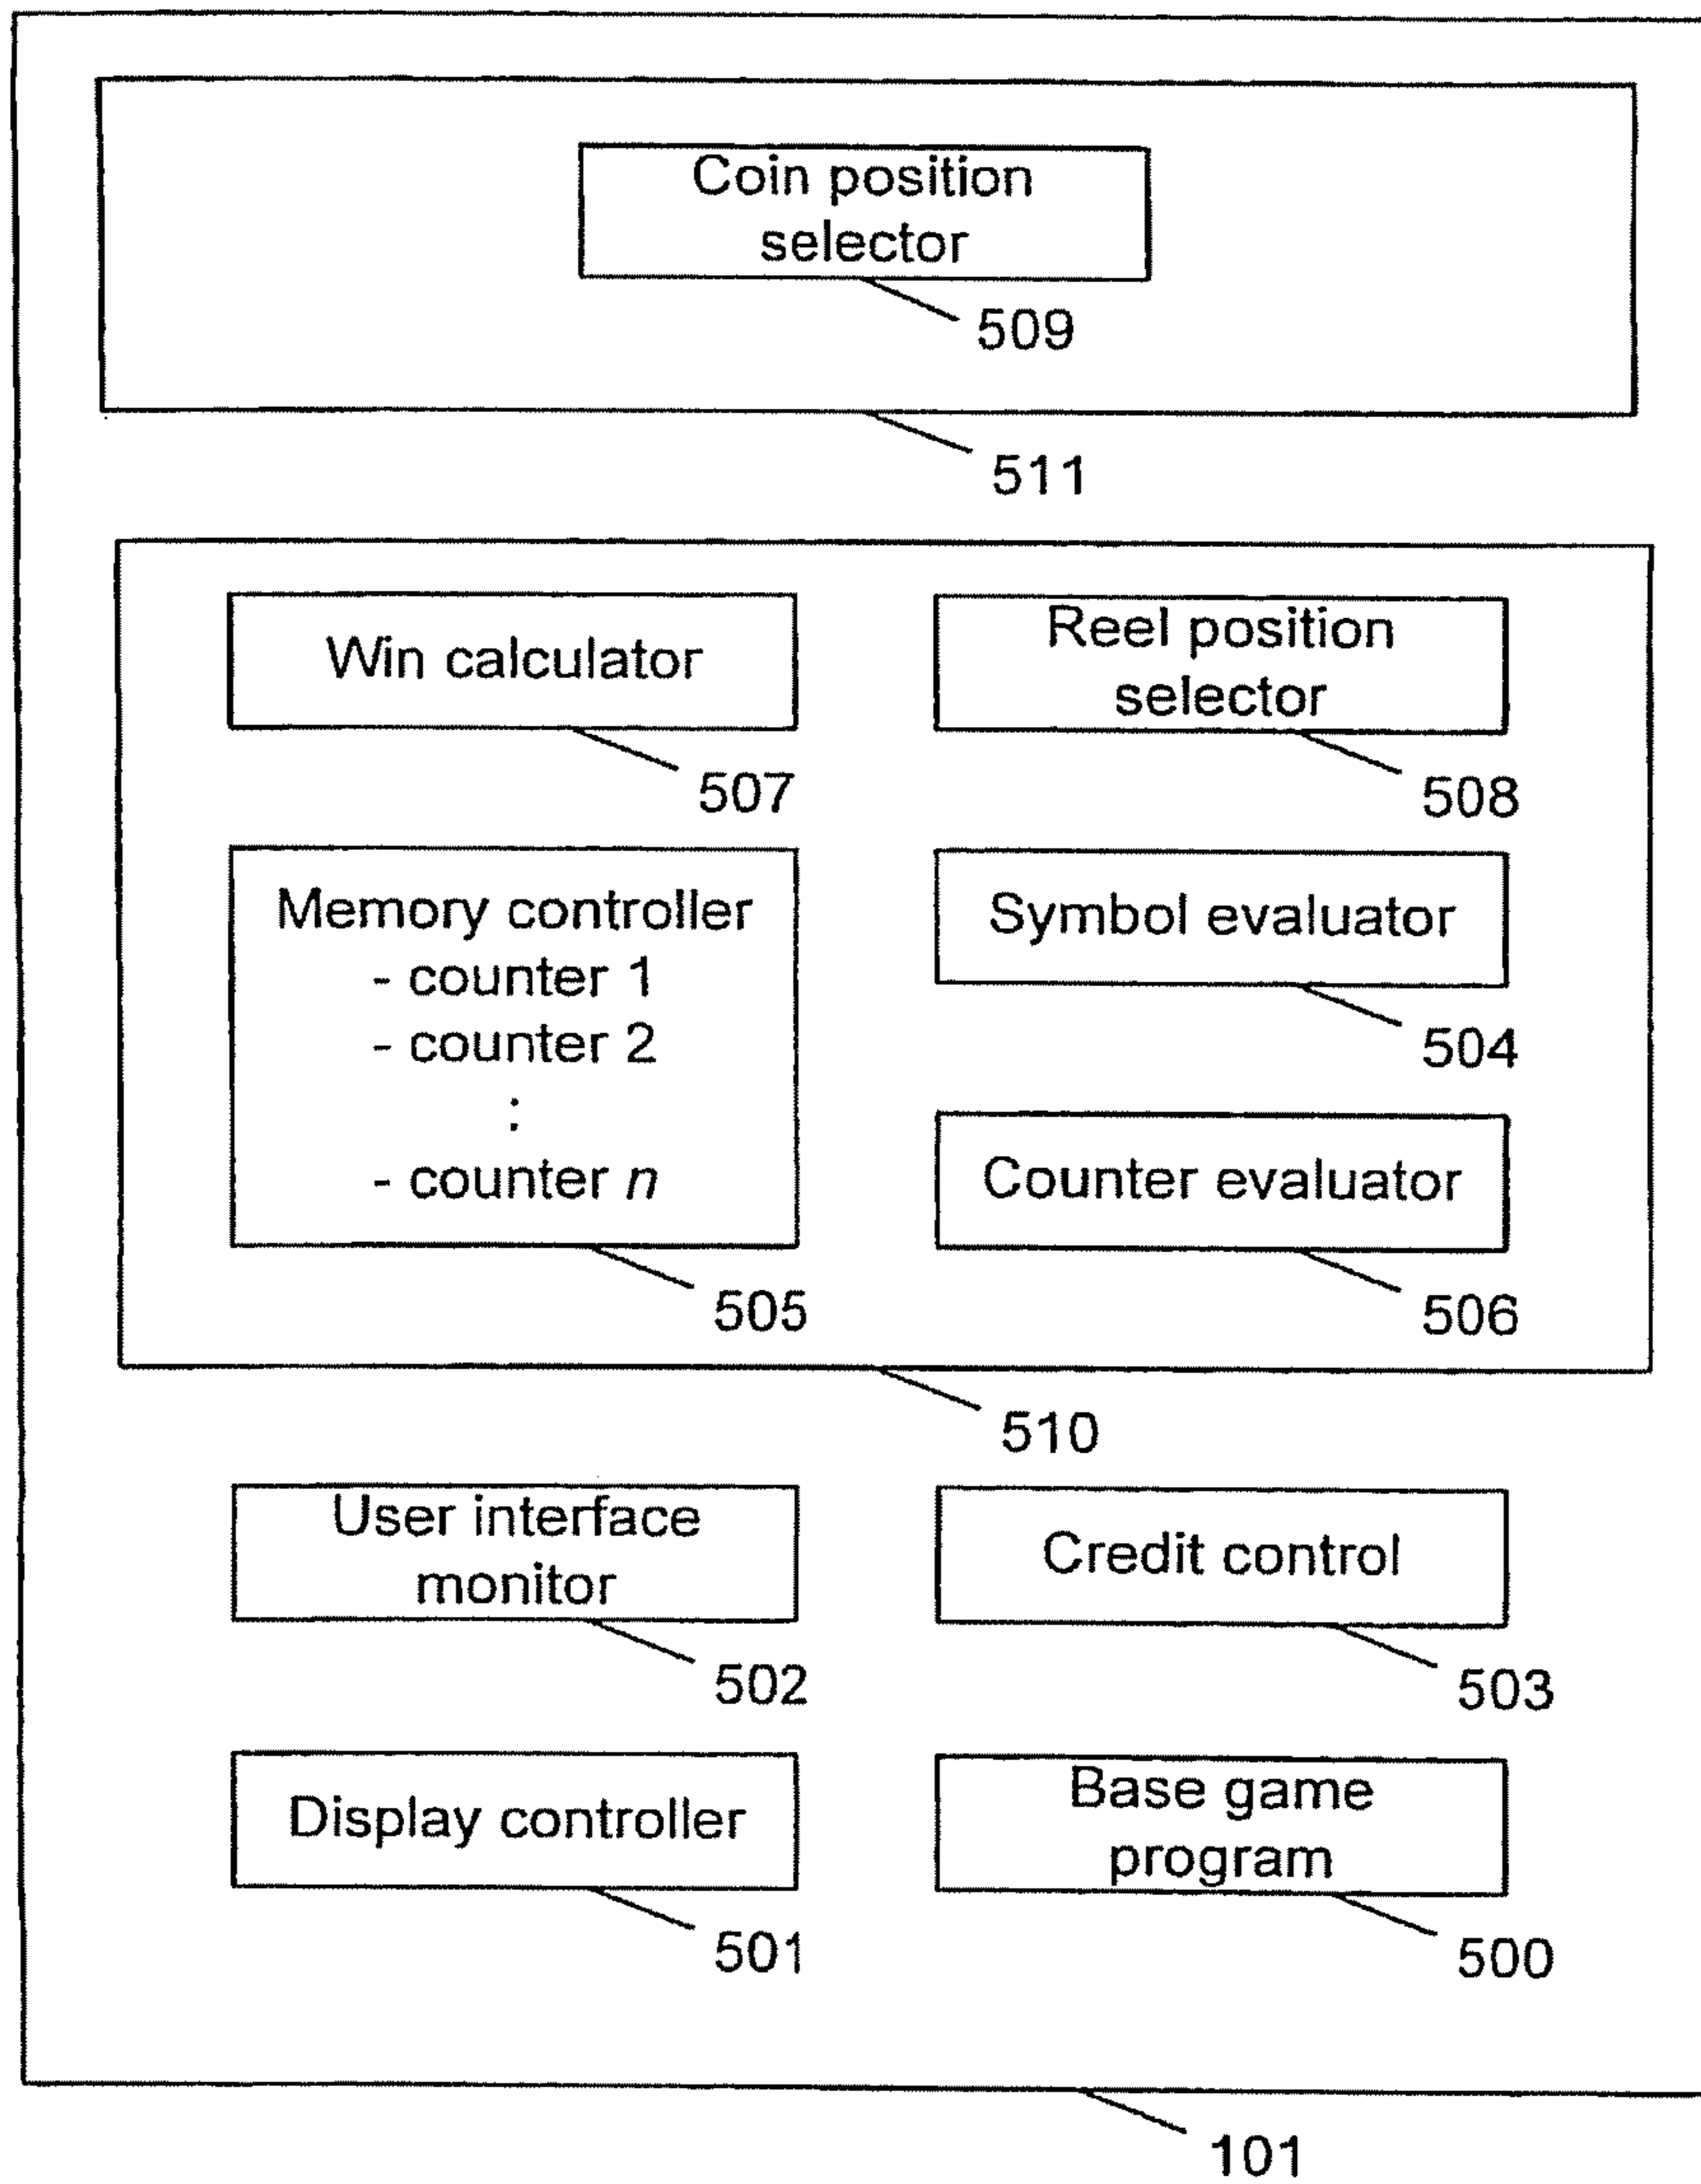 Coin position
selector
509
511
Win calculator
507
Reel position
selector
508
Memory controller
- counter 1
- counter 2
:
- counter n
505
Symbol evaluator
504
Counter evaluator
506
510
User interface
monitor
502
Credit control
503
Display controller
501
Base game
program
500
101